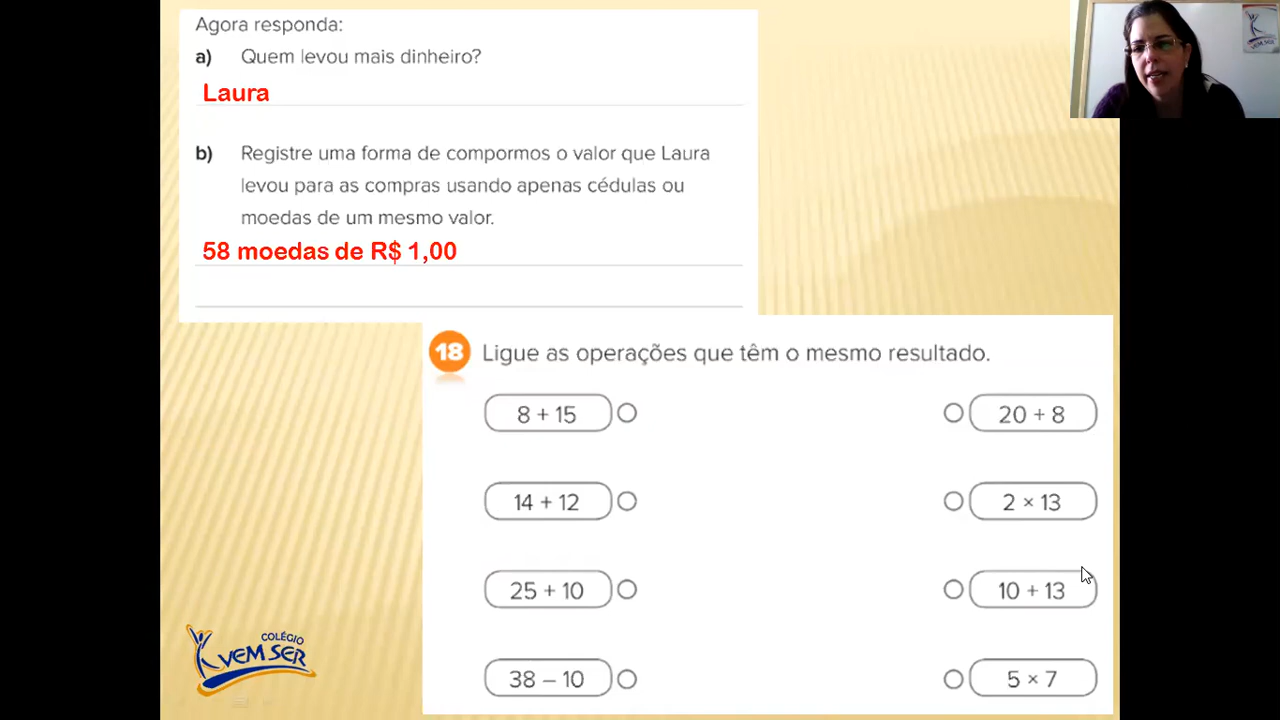 Agora responda:
a) Quem levou mais dinheiro?
Laura
b) Registre uma forma de compormos o valor que Laura
levou para as compras usando apenas cédulas ou
moedas de um mesmo valor.
58 moedas de R$ 1,00
18 Ligue as operações que têm o mesmo resultado.
8 + 15
20 + 8
14 + 12
2 × 13
25 + 10
10 + 13
38 – 10
5 × 7
COLÉGIO
VEM SER
VEM SER